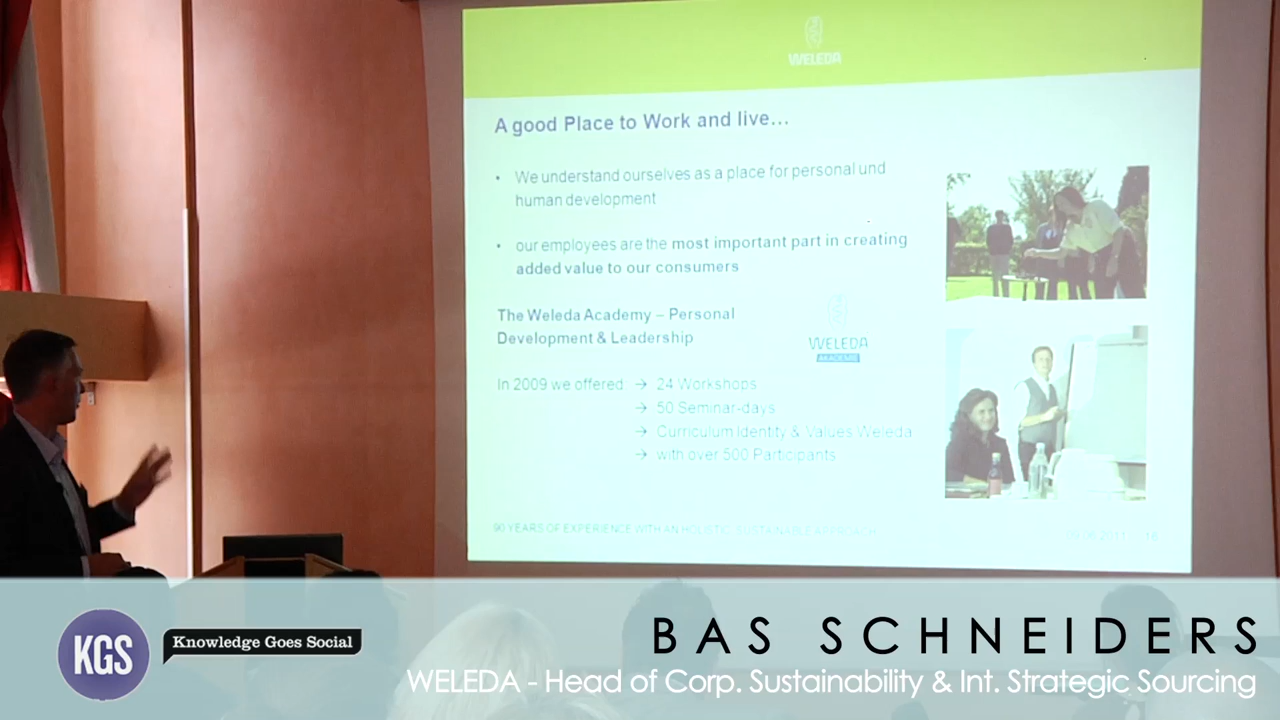 WELEDA
A good Place to Work and live...
• We understand ourselves as a place for personal und
human development
• our employees are the most important part in creating
added value to our consumers
The Weleda Academy – Personal
Development & Leadership
WELEDA
AKADEMIE
In 2009 we offered → 24 Workshops
→ 50 Seminar-days
→ Curriculum Identity & Values Weleda
→ with over 500 Participants
90 YEARS OF EXPERIENCE WITH AN HOLISTIC, SUSTAINABLE APPROACH
KGS
Knowledge Goes Social
BAS SCHNEIDERS
WELEDA - Head of Corp. Sustainability & Int. Strategic Sourcing